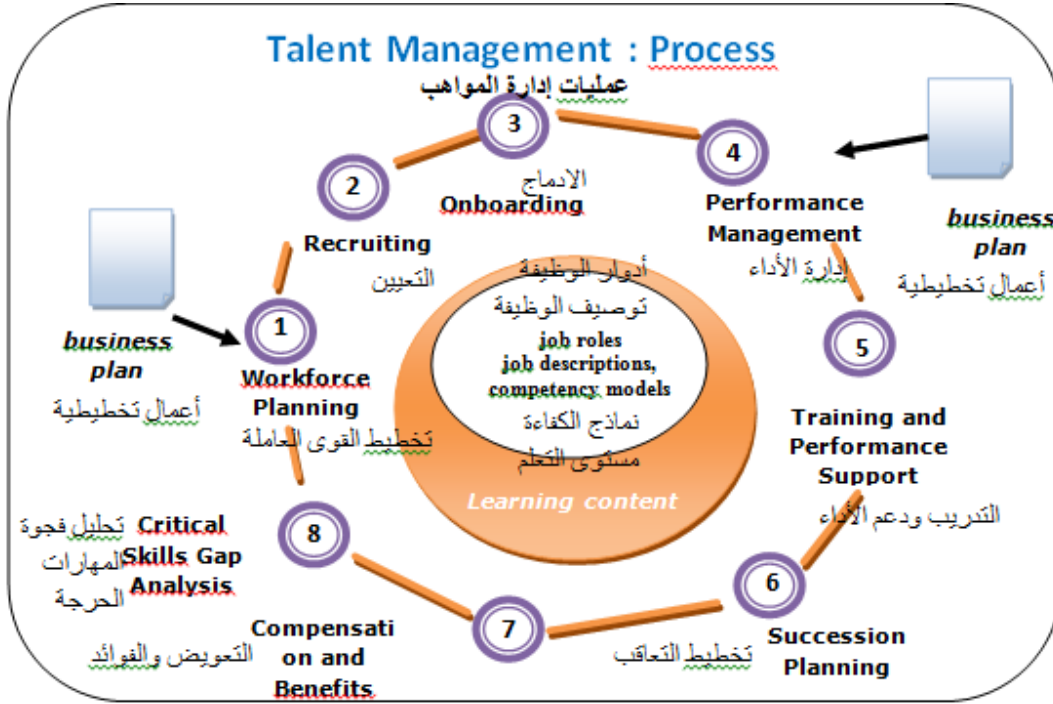 Talent Management : Process
عمليات إدارة المواهب
3
4
2
الادماج
Onboarding
Performance
Management
إدارة الأداء
business
plan
أعمال تخطيطية
Recruiting
التعيين
1
business
plan
أعمال تخطيطية
Workforce
Planning
تخطيط القوى العاملة
أدوار الوظيفة
توصيف الوظيفة
job roles
job descriptions,
competency models
نماذج الكفاءة
مستوى التعلم
Learning content
5
Training and
Performance
Support
التدريب ودعم الأداء
8
Critical
Skills Gap
Analysis
تحليل فجوة
المهارات
الحرجة
7
Compensati
on and
Benefits
التعويض والفوائد
6
Succession
Planning
تخطيط التعاقب